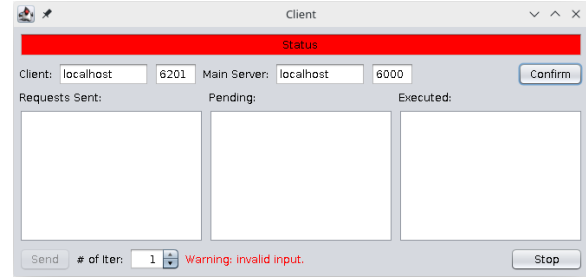 Client
Status
Client: localhost 6201 Main Server: localhost 6000 Confirm
Requests Sent: Pending: Executed:
Send # of Iter: 1 Warning: invalid input. Stop